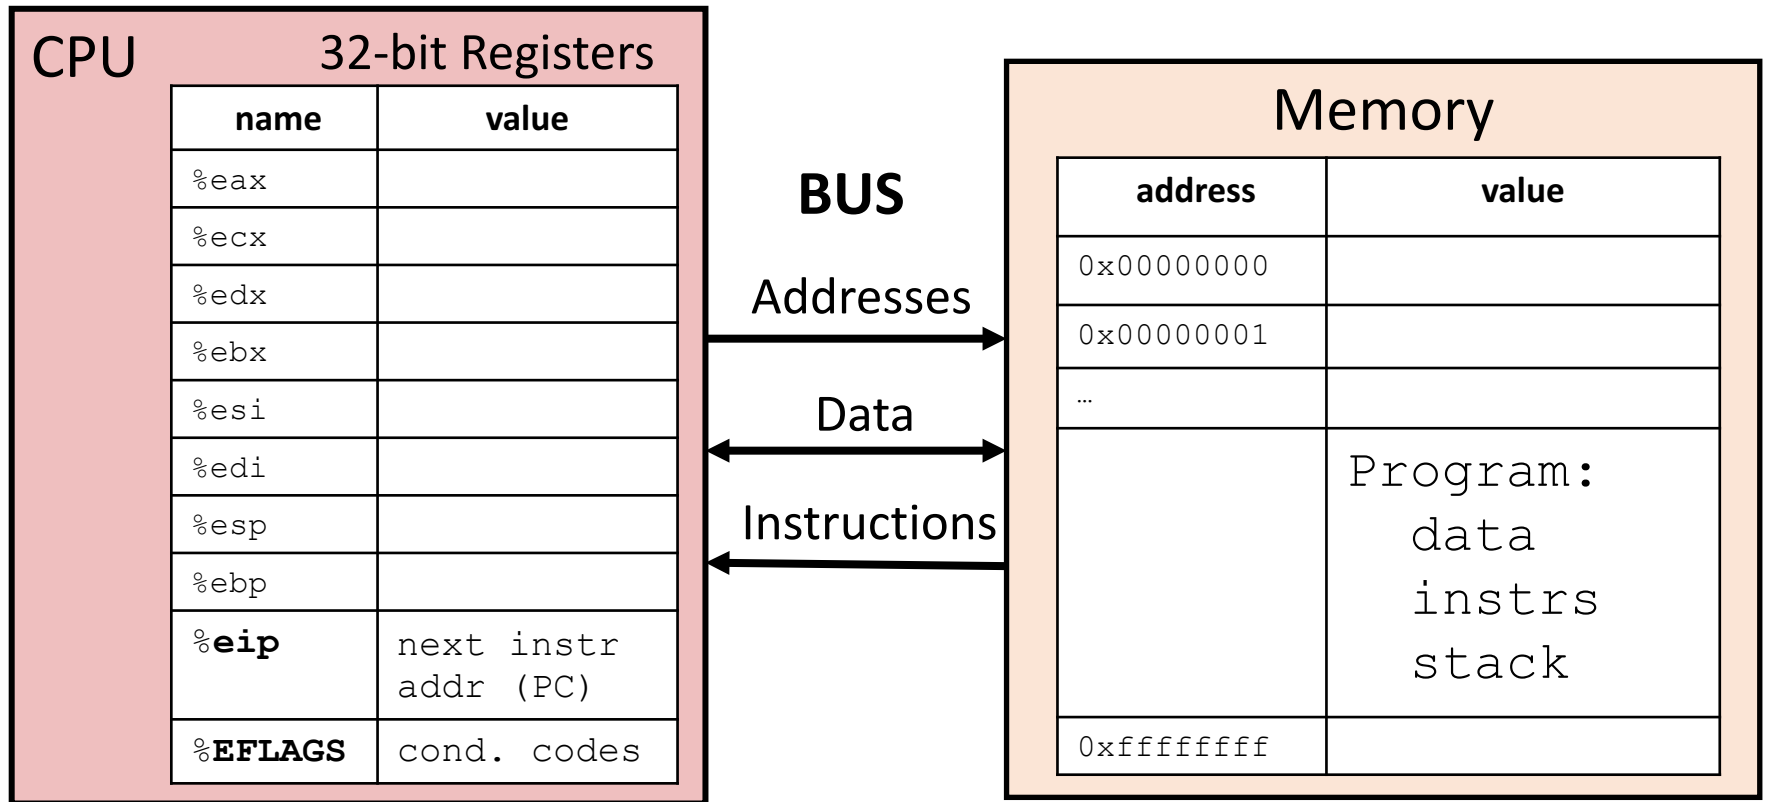 CPU
32-bit Registers
name value
%eax
%ecx
%edx
%ebx
%esi
%edi
%esp
%ebp
%eip next instr
addr (PC)
%EFLAGS cond. codes
BUS
Addresses
Data
Instructions
Memory
address value
0x00000000
0x00000001
…
Program:
data
instrs
stack
0xffffffff